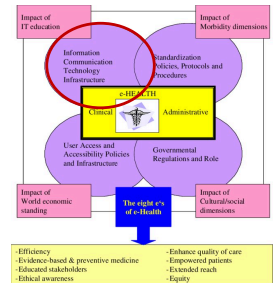 Impact of
IT education
Impact of
Morbidity dimensions
Information
Communication
Technology
Infrastructure
Standardization
Policies, Protocols and
Procedures
e-HEALTH
Clinical
Administrative
User Access and
Accessibility Policies
and Infrastructure
Governmental
Regulations and Role
Impact of
World economic
standing
The eight e's
of e-Health
Impact of
Cultural/social
dimensions
-Efficiency
-Evidence-based & preventive medicine
-Educated stakeholders
-Ethical awareness
-Enhance quality of care
-Empowered patients
-Extended reach
-Equity